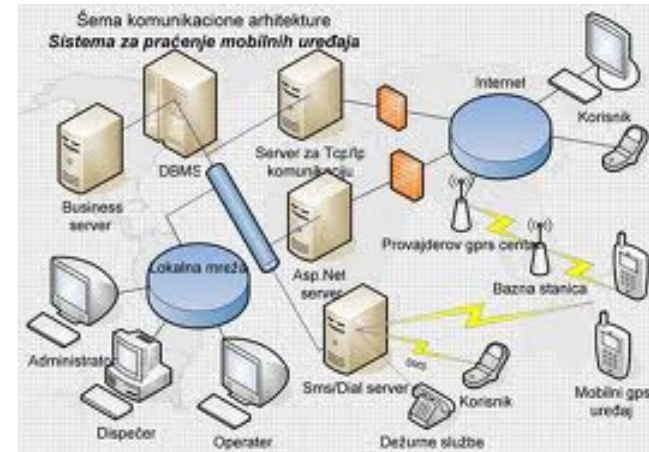 Šema komunikacione arhitekture
Sistema za praćenje mobilnih uređaja
Internet
Korisnik
DBMS
Server za Tcp/Ip
komunikaciju
Business
server
Provajderov gprs centar
Lokalna mreža
Asp.Net
server
Bazna stanica
Administrator
Sms/Dial server
SMS
Korisnik
Mobilni gps
uređaj
Dispečer
Operater
Dežurne službe